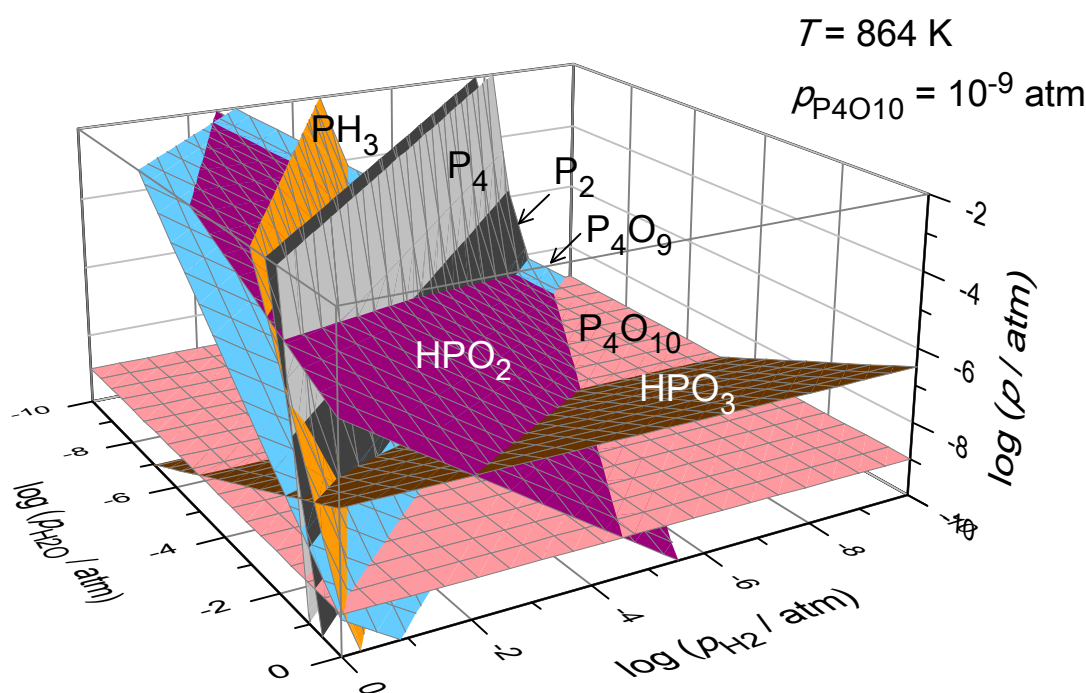 T = 864 K
pP4O10 = 10-9 atm
PH3
P4
P2
P4O9
P4O10
HPO2
HPO3
-2
-4
-6
-8
-10
log (p / atm)
-10
-8
-6
-4
-2
0
log (pH2O / atm)
0
-2
-4
-6
-8
-10
log (pH2 / atm)